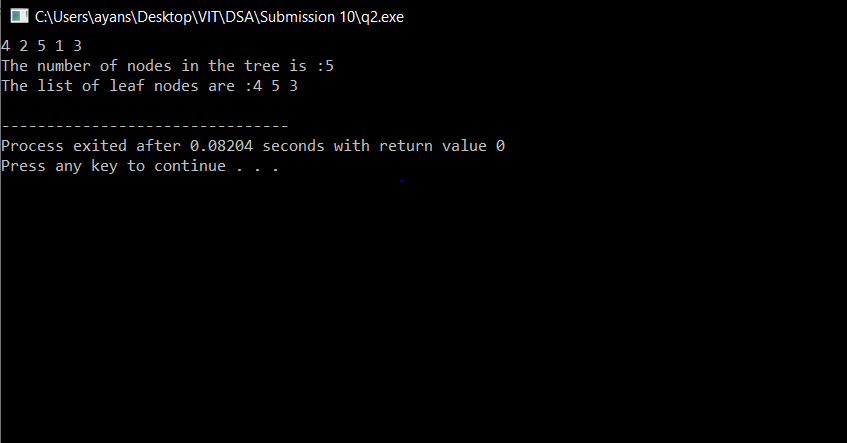 C:\Users\ayans\Desktop\VIT\DSA\Submission 10\q2.exe
4 2 5 1 3
The number of nodes in the tree is :5
The list of leaf nodes are :4 5 3
--------------------------------
Process exited after 0.08204 seconds with return value 0
Press any key to continue . . .